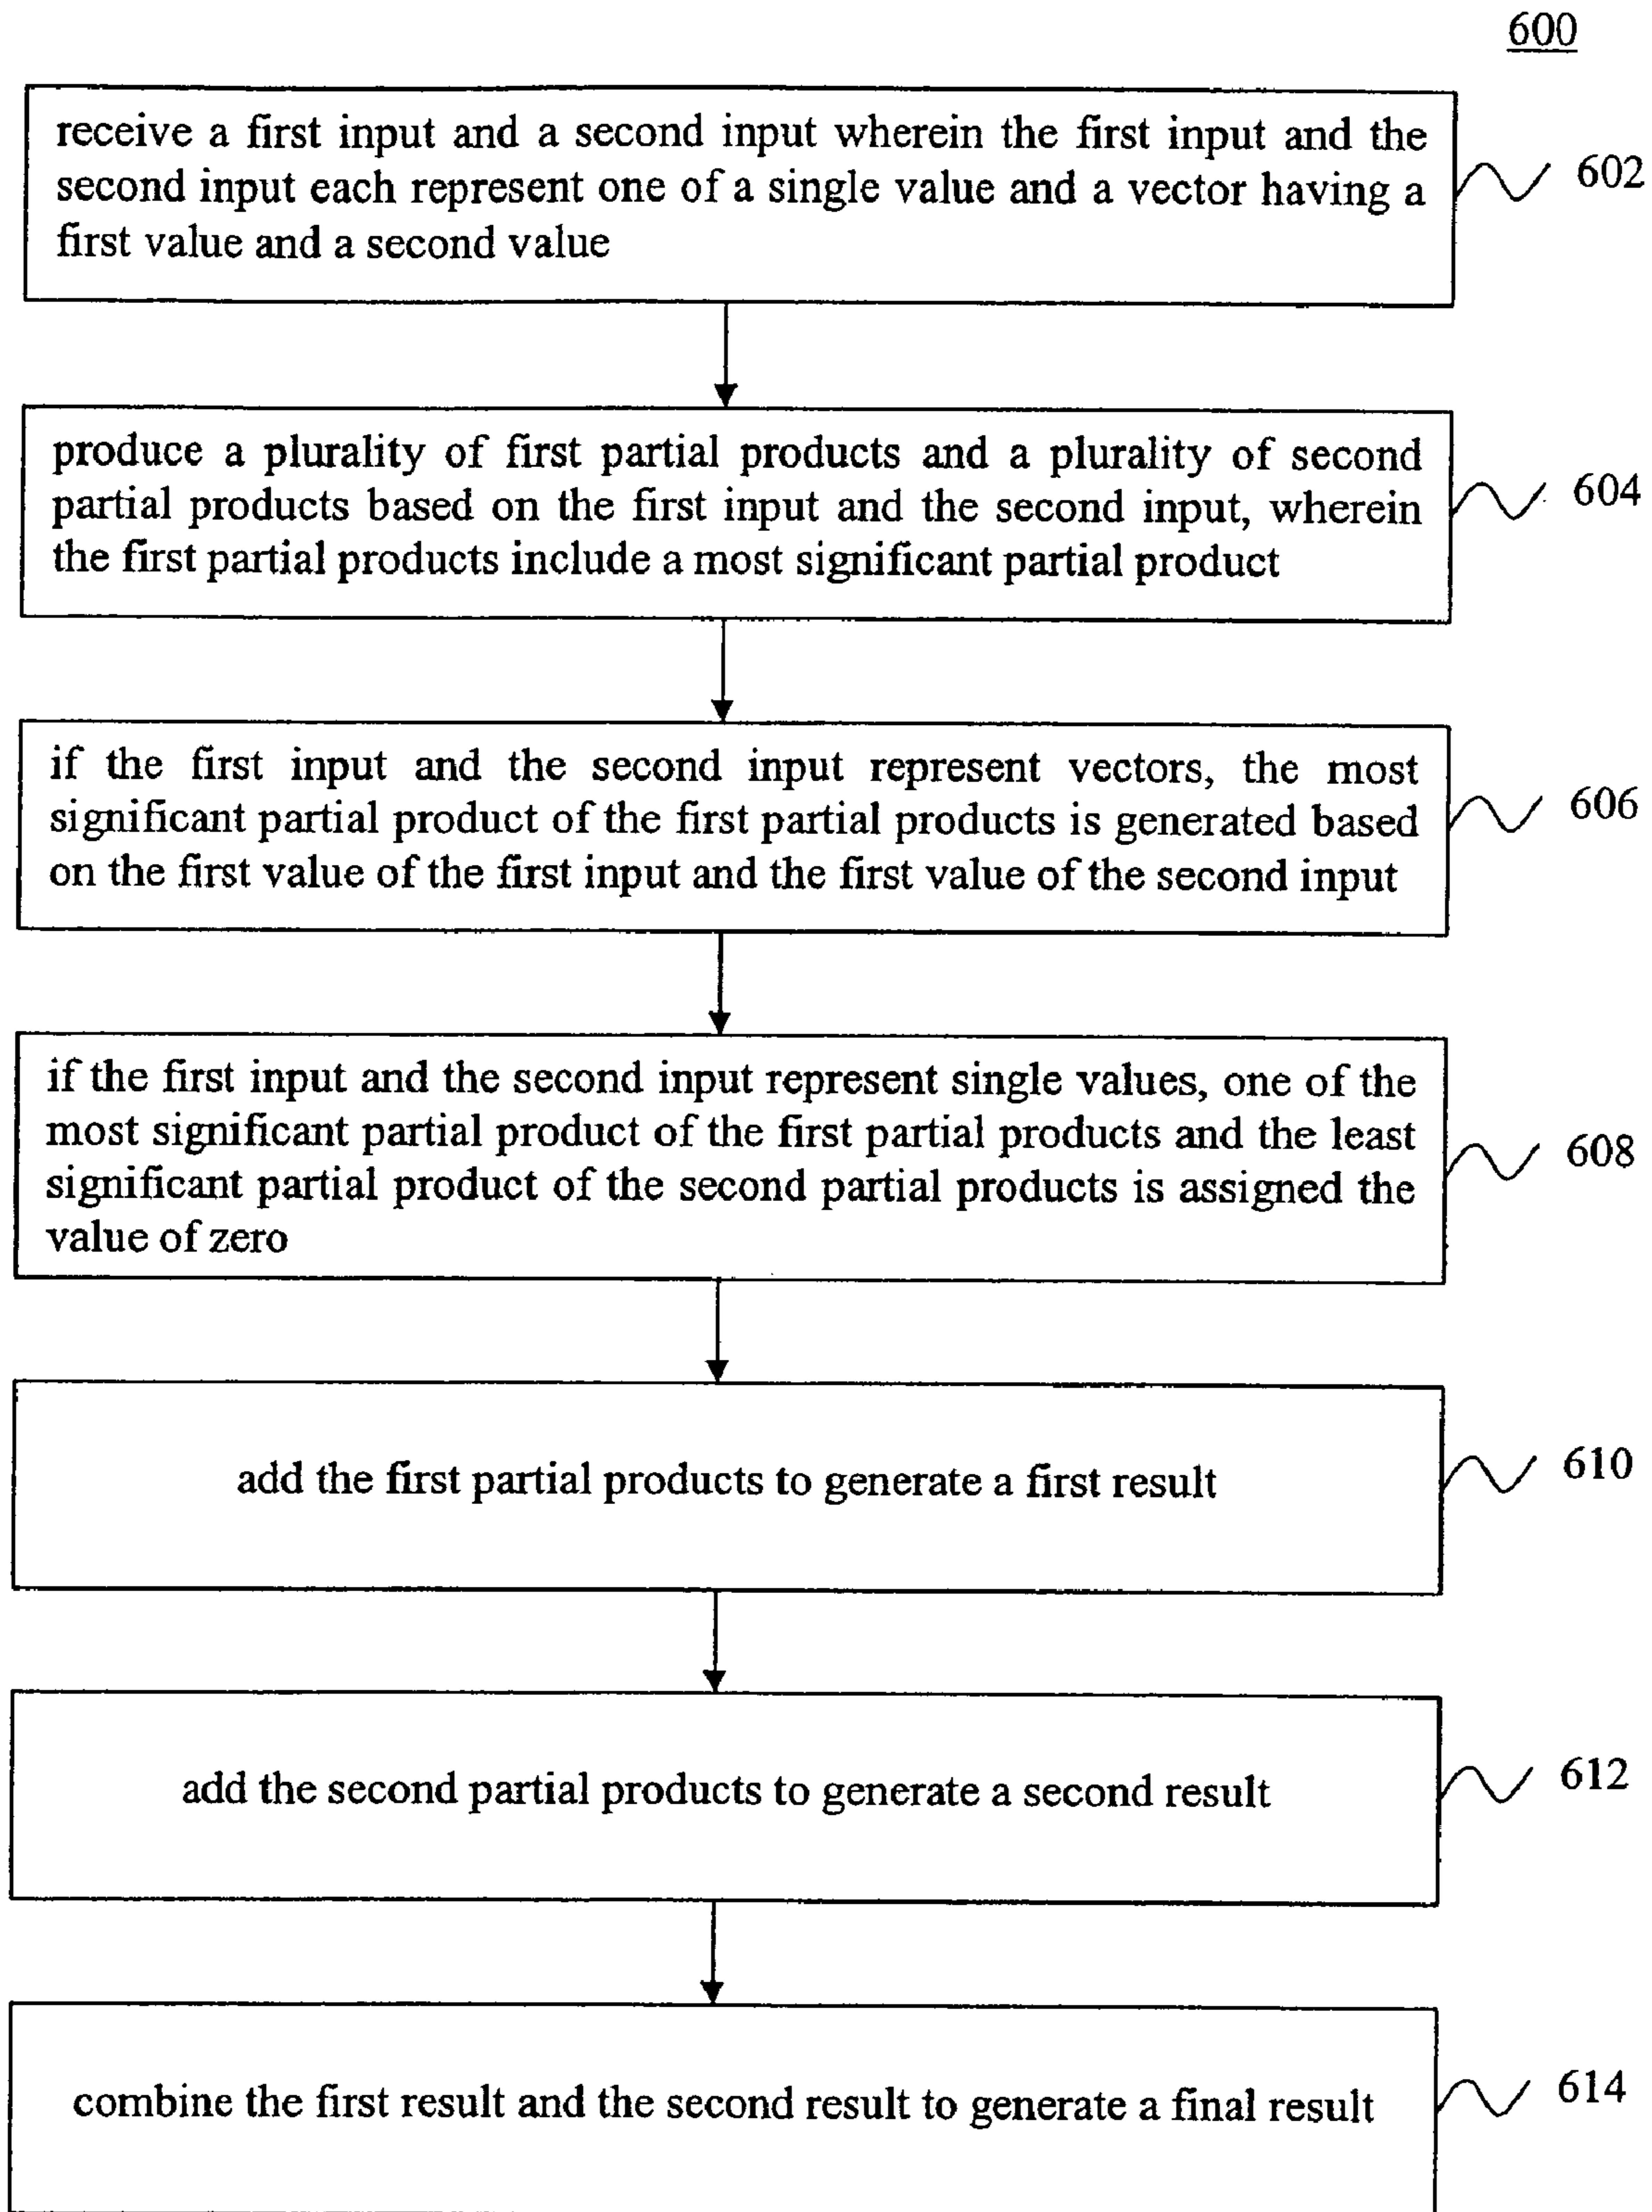 600
receive a first input and a second input wherein the first input and the
second input each represent one of a single value and a vector having a
first value and a second value
602
produce a plurality of first partial products and a plurality of second
partial products based on the first input and the second input, wherein
the first partial products include a most significant partial product
604
if the first input and the second input represent vectors, the most
significant partial product of the first partial products is generated based
on the first value of the first input and the first value of the second input
606
if the first input and the second input represent single values, one of the
most significant partial product of the first partial products and the least
significant partial product of the second partial products is assigned the
value of zero
608
add the first partial products to generate a first result
610
add the second partial products to generate a second result
612
combine the first result and the second result to generate a final result
614